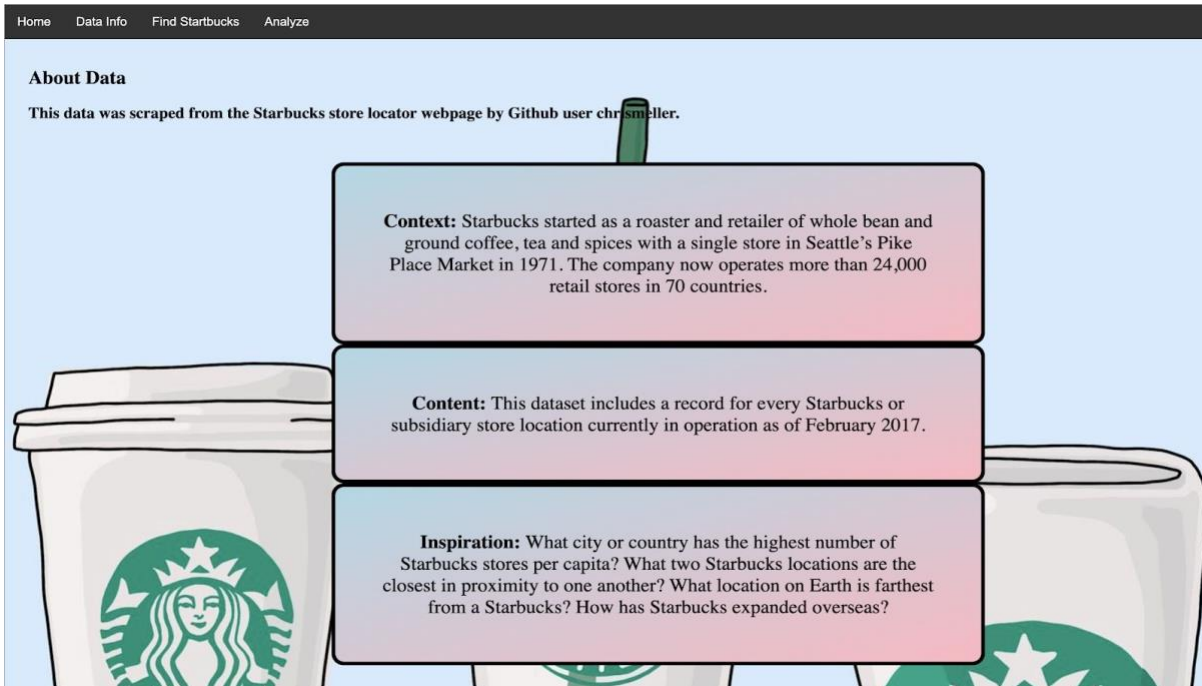 Home Data Info Find Startbucks Analyze
About Data
This data was scraped from the Starbucks store locator webpage by Github user chrismeller.
Context: Starbucks started as a roaster and retailer of whole bean and
ground coffee, tea and spices with a single store in Seattle’s Pike
Place Market in 1971. The company now operates more than 24,000
retail stores in 70 countries.
Content: This dataset includes a record for every Starbucks or
subsidiary store location currently in operation as of February 2017.
Inspiration: What city or country has the highest number of
Starbucks stores per capita? What two Starbucks locations are the
closest in proximity to one another? What location on Earth is farthest
from a Starbucks? How has Starbucks expanded overseas?